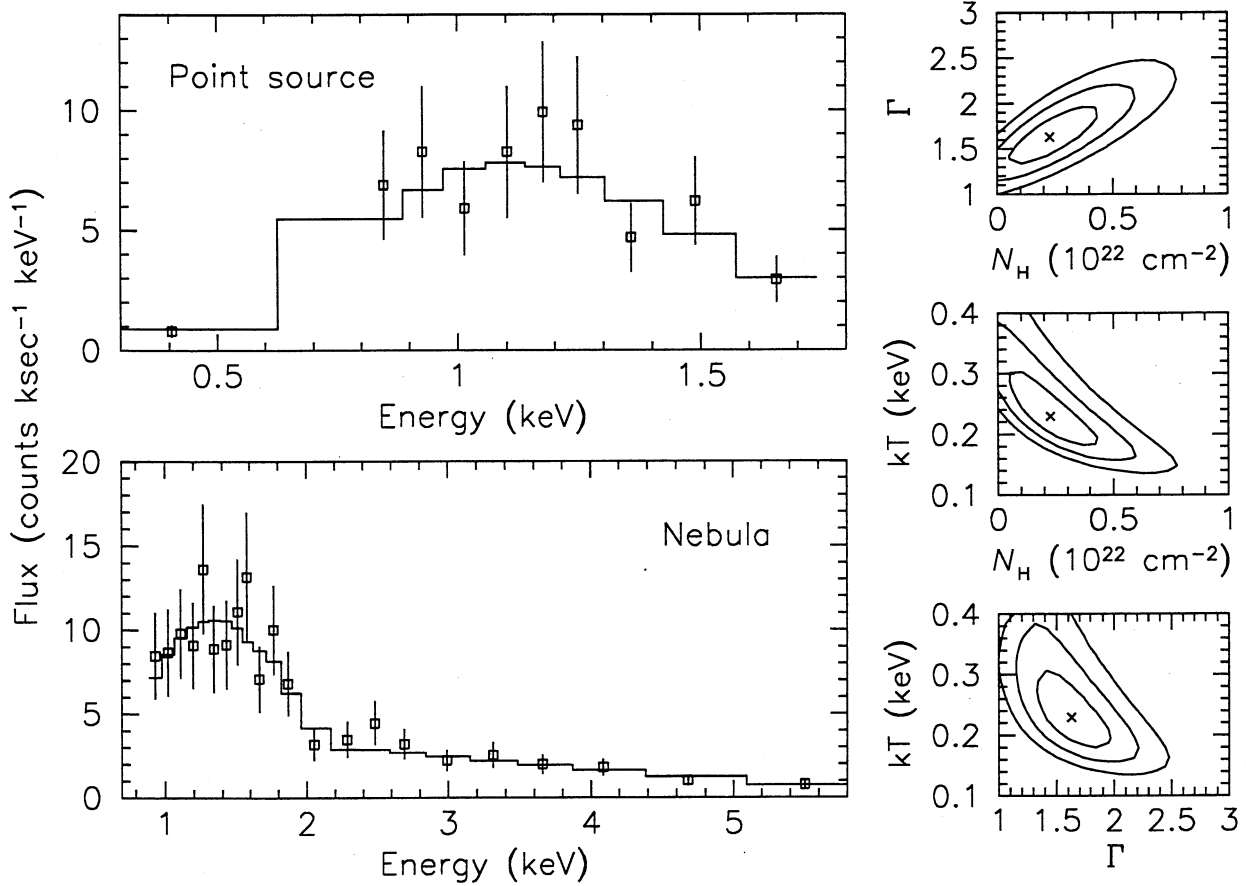 Flux (counts ksec⁻¹ keV⁻¹)
Point source
10
5
0
0.5 1 1.5
Energy (keV)
Nebula
20
15
10
5
0
1 2 3 4 5
Energy (keV)
Γ
3
2.5
2
1.5
1
0 0.5 1
N_H (10²² cm⁻²)
kT (keV)
0.4
0.3
0.2
0.1
0 0.5 1
N_H (10²² cm⁻²)
kT (keV)
0.4
0.3
0.2
0.1
1 1.5 2 2.5 3
Γ